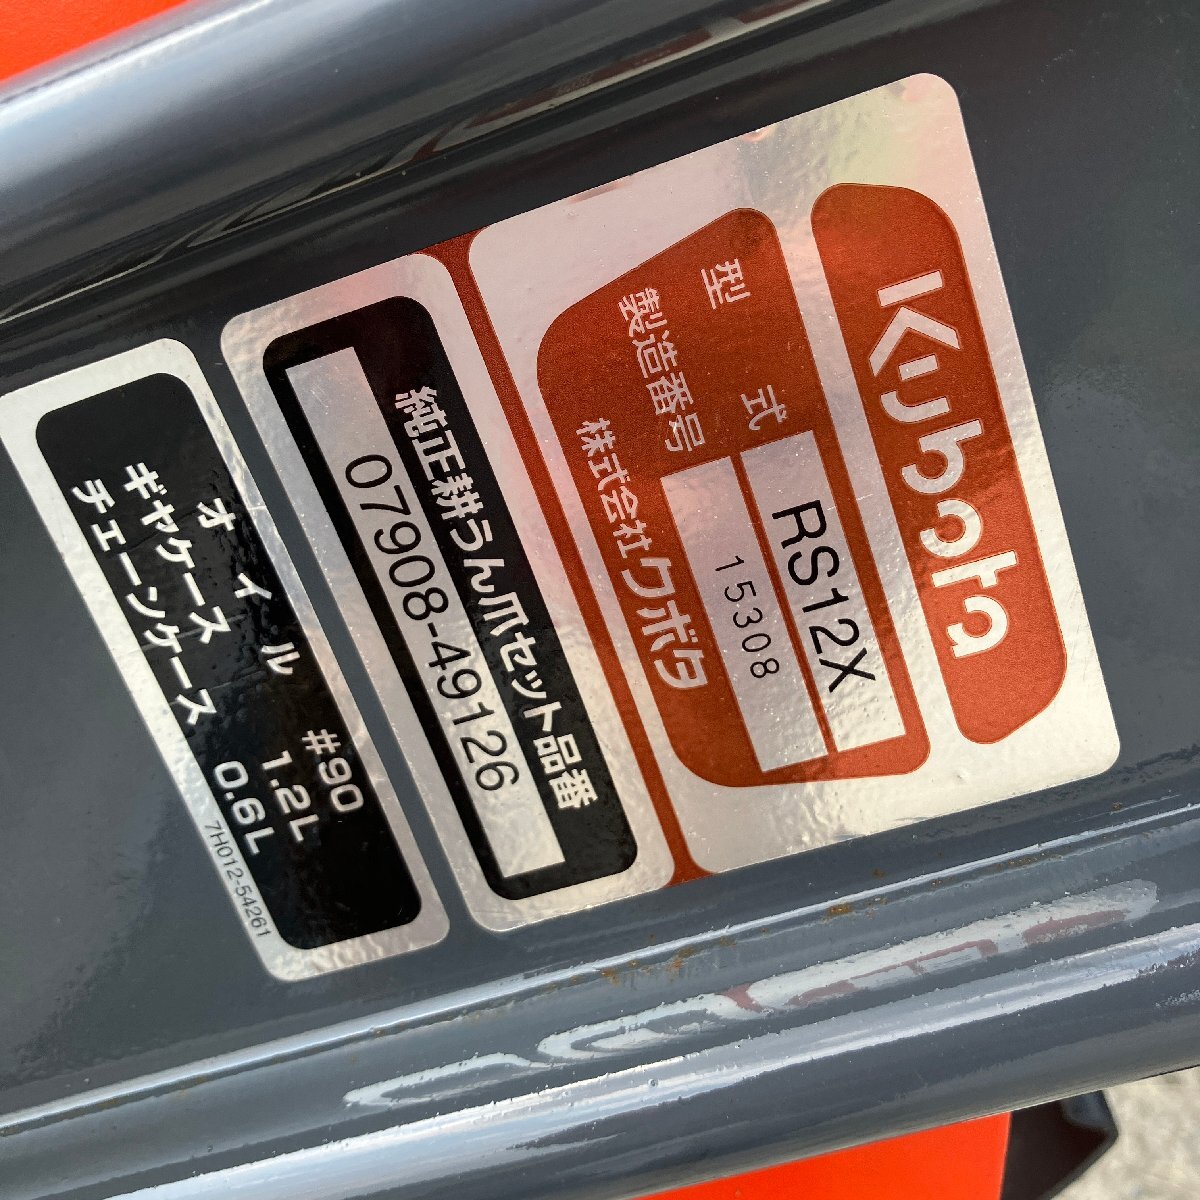 Kubota
型式 RS12X
製造番号 15308
株式会社クボタ
純正耕うん爪セット品番
07908-49126
オイル #90
ギヤケース 1.2L
チェーンケース 0.6L
7H012-54261